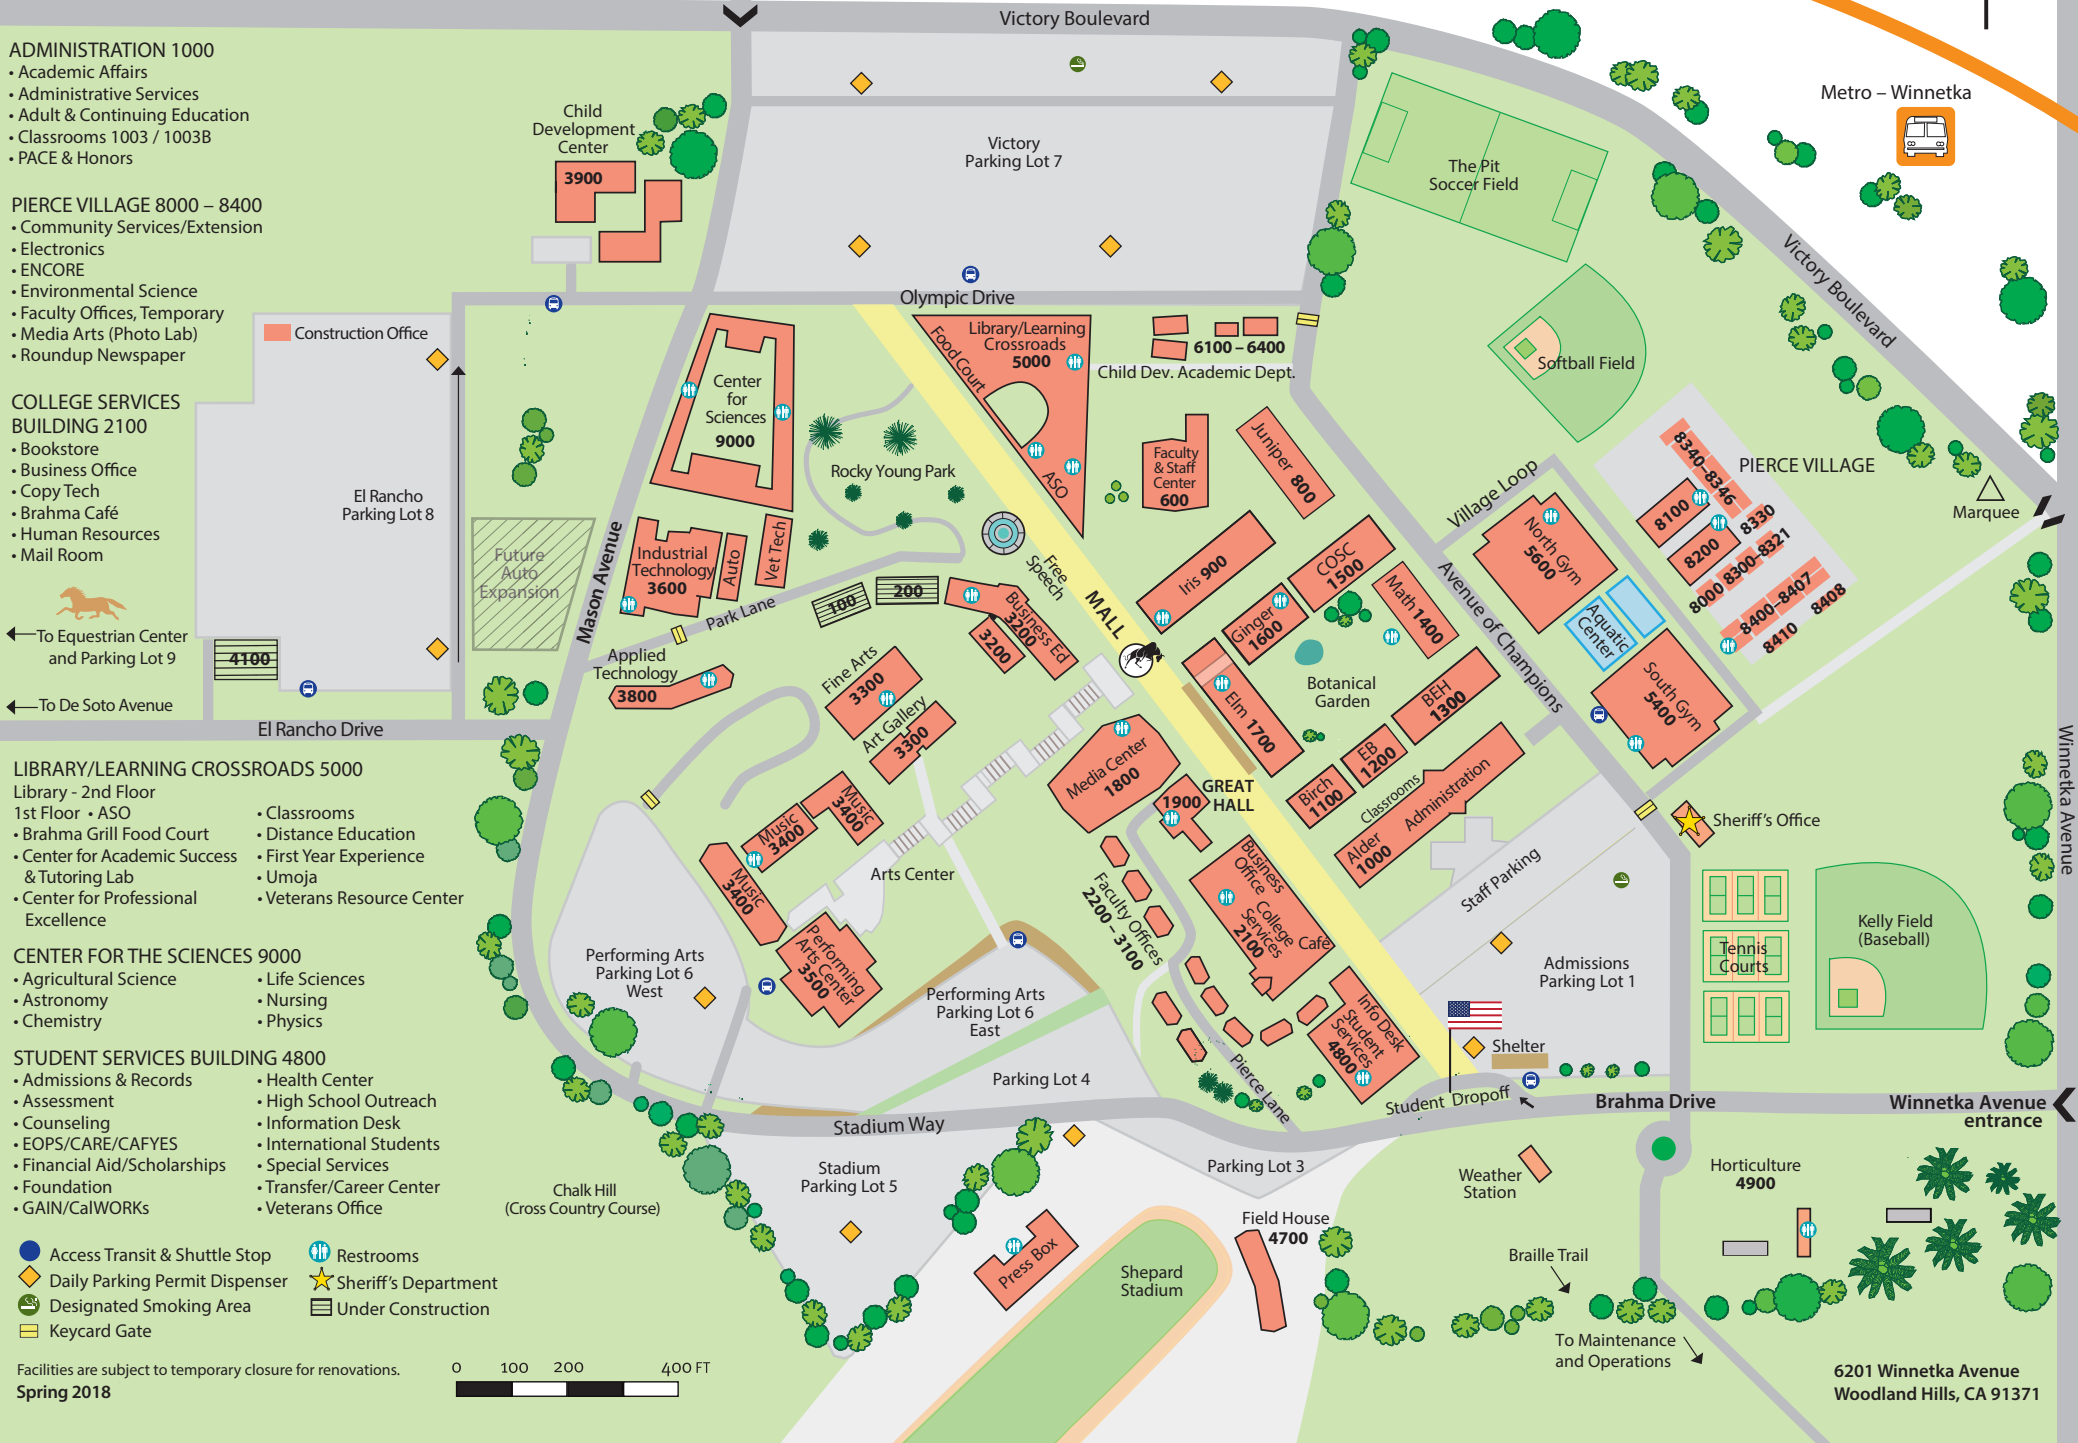 Victory Boulevard
ADMINISTRATION 1000
• Academic Affairs
• Administrative Services
• Adult & Continuing Education
• Classrooms 1003 / 1003B
• PACE & Honors
PIERCE VILLAGE 8000 – 8400
• Community Services/Extension
• Electronics
• ENCORE
• Environmental Science
• Faculty Offices, Temporary
• Media Arts (Photo Lab)
• Roundup Newspaper
COLLEGE SERVICES
BUILDING 2100
• Bookstore
• Business Office
• Copy Tech
• Brahma Café
• Human Resources
• Mail Room
To Equestrian Center
and Parking Lot 9
To De Soto Avenue
El Rancho Drive
LIBRARY/LEARNING CROSSROADS 5000
Library - 2nd Floor
1st Floor • ASO
• Brahma Grill Food Court
• Center for Academic Success
& Tutoring Lab
• Center for Professional
Excellence
• Classrooms
• Distance Education
• First Year Experience
• Umoja
• Veterans Resource Center
CENTER FOR THE SCIENCES 9000
• Agricultural Science
• Astronomy
• Chemistry
• Life Sciences
• Nursing
• Physics
STUDENT SERVICES BUILDING 4800
• Admissions & Records
• Assessment
• Counseling
• EOPS/CARE/CAFYES
• Financial Aid/Scholarships
• Foundation
• GAIN/CalWORKs
• Health Center
• High School Outreach
• Information Desk
• International Students
• Special Services
• Transfer/Career Center
• Veterans Office
Access Transit & Shuttle Stop
Daily Parking Permit Dispenser
Designated Smoking Area
Keycard Gate
Restrooms
Sheriff's Department
Under Construction
Facilities are subject to temporary closure for renovations.
Spring 2018
0 100 200 400 FT
Child
Development
Center
3900
Construction Office
El Rancho
Parking Lot 8
4100
Future
Auto
Expansion
Mason Avenue
Victory
Parking Lot 7
Olympic Drive
Center
for
Sciences
9000
Industrial
Technology
3600
Auto
Vet Tech
Park Lane
Applied
Technology
3800
Rocky Young Park
100
200
Food Court
Library/Learning
Crossroads
5000
ASO
6100 – 6400
Child Dev. Academic Dept.
Faculty
& Staff
Center
600
Juniper 800
Free
Speech
MALL
Business Ed
3200
3200
Fine Arts
3300
Art Gallery
3300
Music
3400
Music
3400
Music
3400
Arts Center
Performing
Arts Center
3500
Iris 900
COSC
1500
Ginger
1600
Math 1400
Elm 1700
Botanical
Garden
BEH
1300
EB
1200
Birch
1100
Classrooms
Alder
1000
Administration
Media Center
1800
1900
GREAT
HALL
Business
Office
College
Services
2100
Café
Faculty Offices
2200 – 3100
Pierce Lane
Info Desk
Student
Services
4800
Student Dropoff
Shelter
Staff Parking
Admissions
Parking Lot 1
Avenue of Champions
Village Loop
North Gym
5600
Aquatic
Center
South Gym
5400
Sheriff's Office
The Pit
Soccer Field
Softball Field
PIERCE VILLAGE
8340–8346
8100
8200
8330
8300–8321
8000
8400–8407
8408
8410
Marquee
Metro – Winnetka
Victory Boulevard
Winnetka Avenue
Tennis
Courts
Kelly Field
(Baseball)
Brahma Drive
Winnetka Avenue
entrance
Performing Arts
Parking Lot 6
West
Performing Arts
Parking Lot 6
East
Parking Lot 4
Stadium Way
Stadium
Parking Lot 5
Chalk Hill
(Cross Country Course)
Parking Lot 3
Press Box
Shepard
Stadium
Field House
4700
Weather
Station
Braille Trail
Horticulture
4900
To Maintenance
and Operations
6201 Winnetka Avenue
Woodland Hills, CA 91371